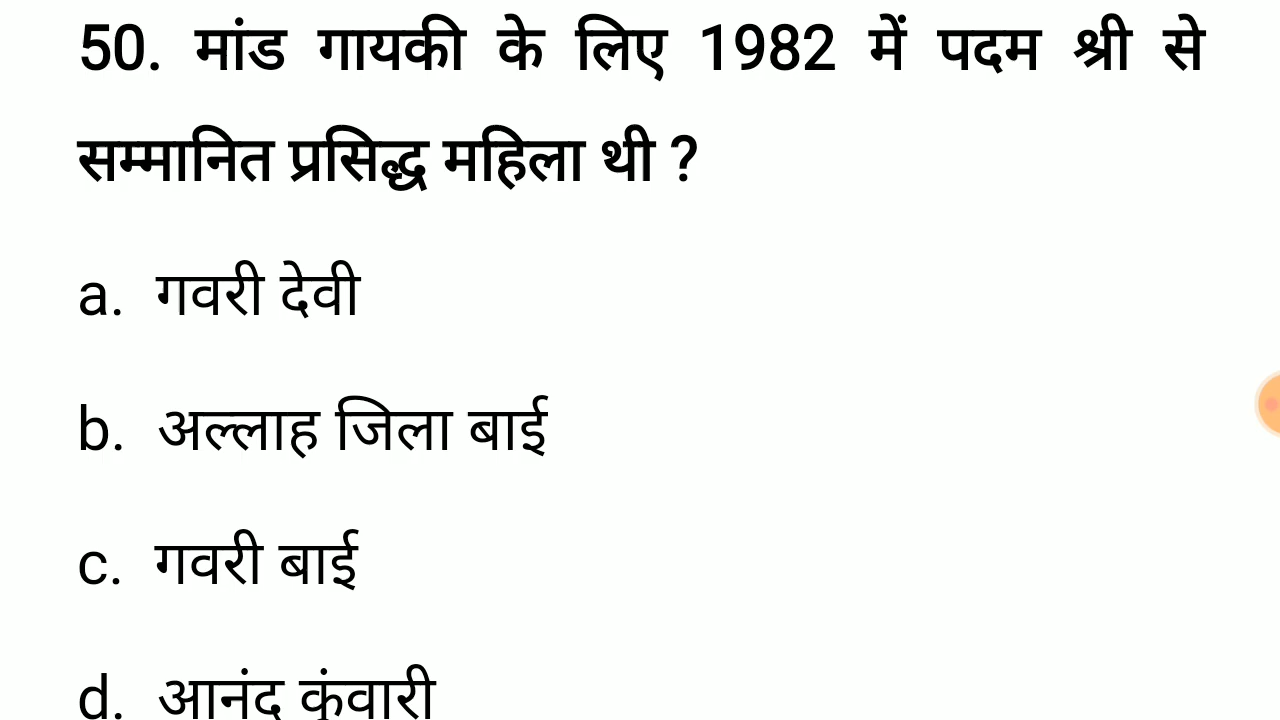 50. मांड गायकी के लिए 1982 में पदम श्री से
सम्मानित प्रसिद्ध महिला थी ?
a. गवरी देवी
b. अल्लाह जिला बाई
c. गवरी बाई
d. आनंद कुंवारी